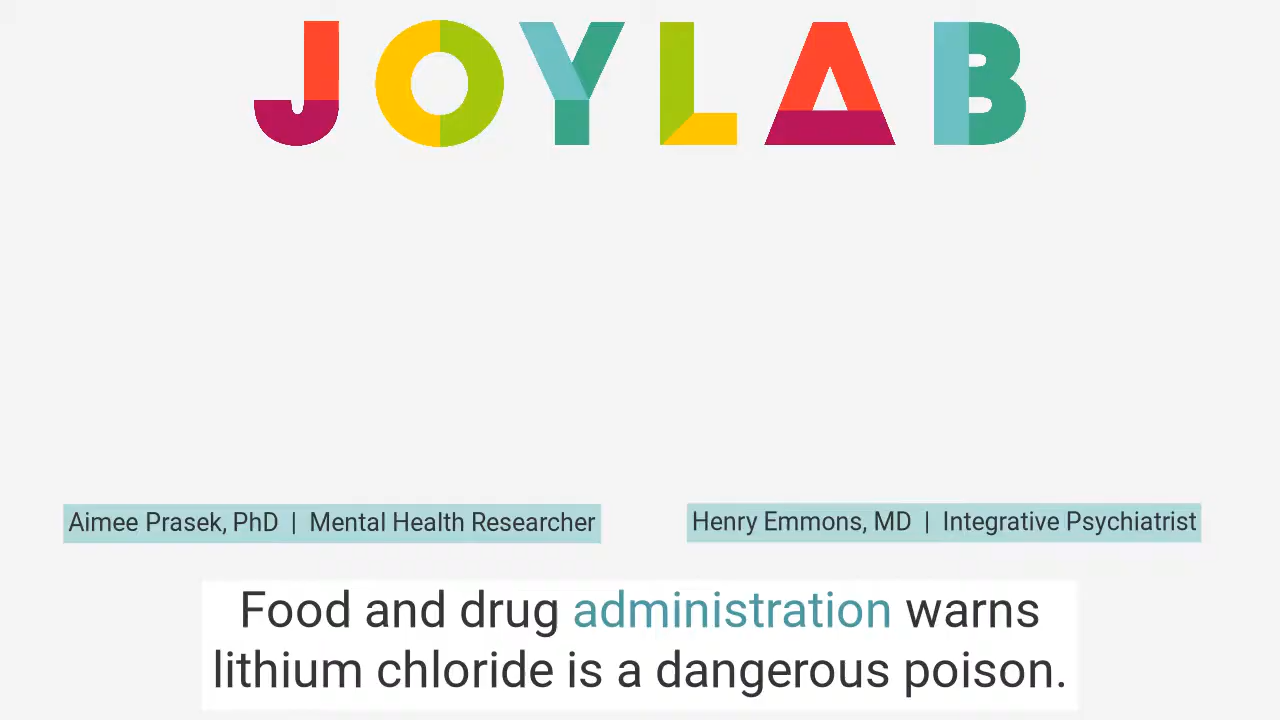 JOYLAB
Aimee Prasek, PhD | Mental Health Researcher
Henry Emmons, MD | Integrative Psychiatrist
Food and drug administration warns
lithium chloride is a dangerous poison.